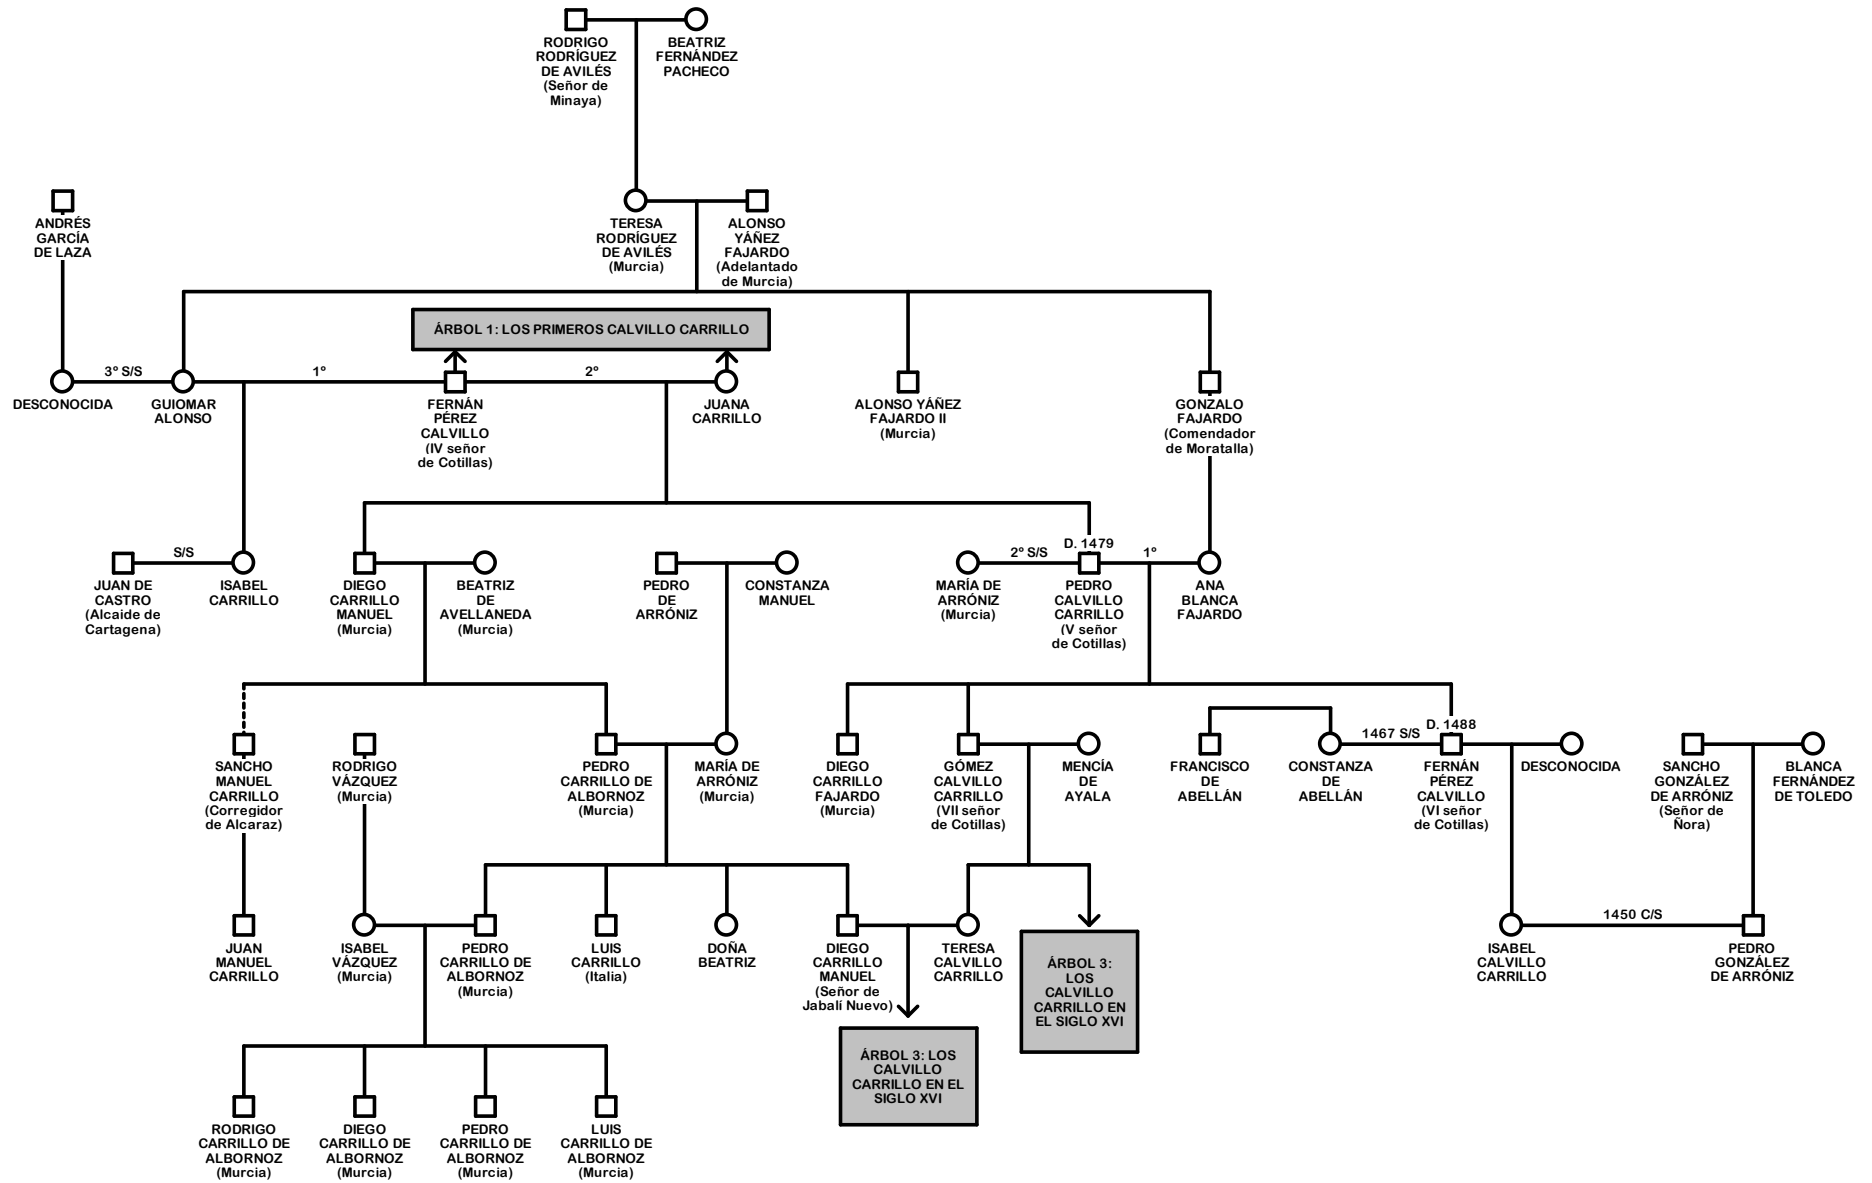 RODRIGO
RODRÍGUEZ
DE AVILÉS
(Señor de
Minaya)
BEATRIZ
FERNÁNDEZ
PACHECO
ANDRÉS
GARCÍA
DE LAZA
TERESA
RODRÍGUEZ
DE AVILÉS
(Murcia)
ALONSO
YÁÑEZ
FAJARDO
(Adelantado
de Murcia)
ÁRBOL 1: LOS PRIMEROS CALVILLO CARRILLO
3º S/S
1º
2º
DESCONOCIDA
GUIOMAR
ALONSO
FERNÁN
PÉREZ
CALVILLO
(IV señor
de Cotillas)
JUANA
CARRILLO
ALONSO YÁÑEZ
FAJARDO II
(Murcia)
GONZALO
FAJARDO
(Comendador
de Moratalla)
S/S
2º S/S
D. 1479
1º
JUAN DE
CASTRO
(Alcaide de
Cartagena)
ISABEL
CARRILLO
DIEGO
CARRILLO
MANUEL
(Murcia)
BEATRIZ
DE
AVELLANEDA
(Murcia)
PEDRO
DE
ARRÓNIZ
CONSTANZA
MANUEL
MARÍA DE
ARRÓNIZ
(Murcia)
PEDRO
CALVILLO
CARRILLO
(V señor
de Cotillas)
ANA
BLANCA
FAJARDO
1467 S/S
D. 1488
SANCHO
MANUEL
CARRILLO
(Corregidor
de Alcaraz)
RODRIGO
VÁZQUEZ
(Murcia)
PEDRO
CARRILLO DE
ALBORNOZ
(Murcia)
MARÍA DE
ARRÓNIZ
(Murcia)
DIEGO
CARRILLO
FAJARDO
(Murcia)
GÓMEZ
CALVILLO
CARRILLO
(VII señor
de Cotillas)
MENCÍA
DE
AYALA
FRANCISCO
DE
ABELLÁN
CONSTANZA
DE
ABELLÁN
FERNÁN
PÉREZ
CALVILLO
(VI señor
de Cotillas)
DESCONOCIDA
SANCHO
GONZÁLEZ
DE ARRÓNIZ
(Señor de
Ñora)
BLANCA
FERNÁNDEZ
DE TOLEDO
1450 C/S
JUAN
MANUEL
CARRILLO
ISABEL
VÁZQUEZ
(Murcia)
PEDRO
CARRILLO DE
ALBORNOZ
(Murcia)
LUIS
CARRILLO
(Italia)
DOÑA
BEATRIZ
DIEGO
CARRILLO
MANUEL
(Señor de
Jabalí Nuevo)
TERESA
CALVILLO
CARRILLO
ÁRBOL 3:
LOS
CALVILLO
CARRILLO EN
EL SIGLO XVI
ISABEL
CALVILLO
CARRILLO
PEDRO
GONZÁLEZ
DE ARRÓNIZ
ÁRBOL 3: LOS
CALVILLO
CARRILLO EN EL
SIGLO XVI
RODRIGO
CARRILLO DE
ALBORNOZ
(Murcia)
DIEGO
CARRILLO DE
ALBORNOZ
(Murcia)
PEDRO
CARRILLO DE
ALBORNOZ
(Murcia)
LUIS
CARRILLO DE
ALBORNOZ
(Murcia)